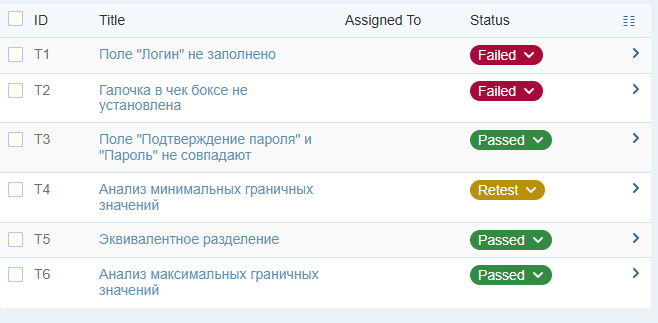 ID Title Assigned To Status
T1 Поле "Логин" не заполнено Failed
T2 Галочка в чек боксе не Failed
установлена
T3 Поле "Подтверждение пароля" и Passed
"Пароль" не совпадают
T4 Анализ минимальных граничных Retest
значений
T5 Эквивалентное разделение Passed
T6 Анализ максимальных граничных Passed
значений